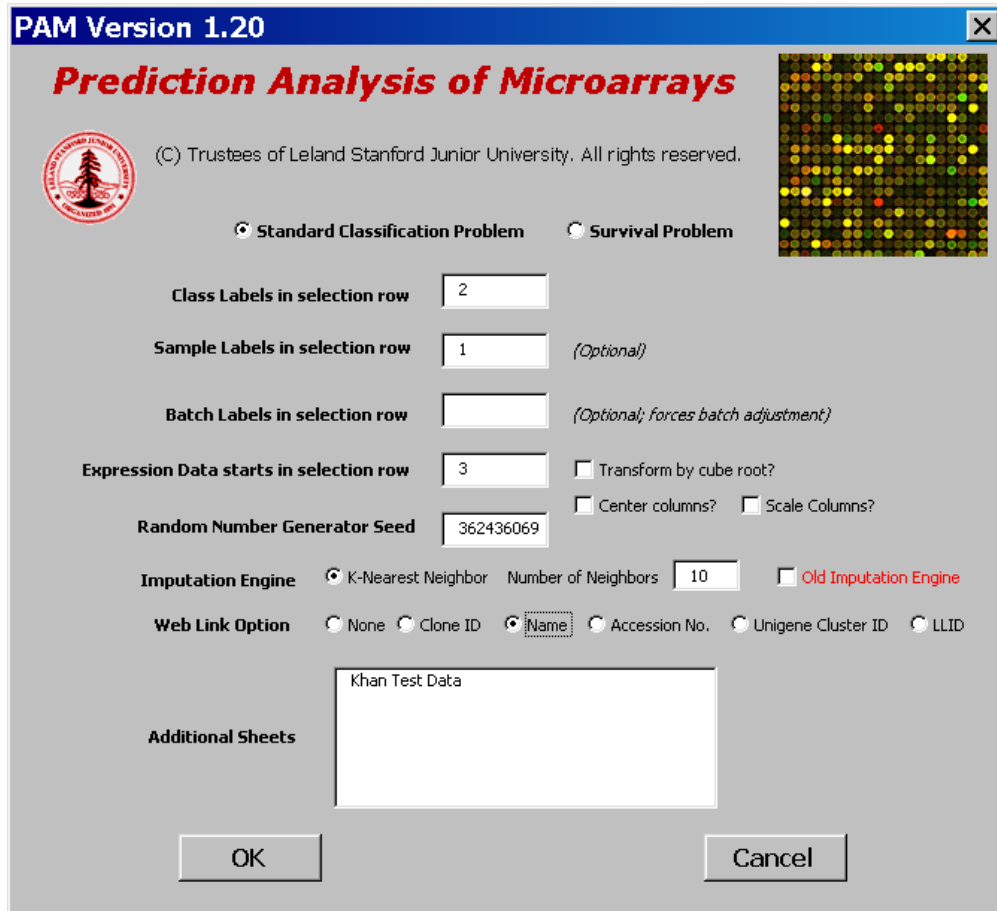 PAM Version 1.20
Prediction Analysis of Microarrays
(C) Trustees of Leland Stanford Junior University. All rights reserved.
Standard Classification Problem Survival Problem
Class Labels in selection row 2
Sample Labels in selection row 1 (Optional)
Batch Labels in selection row (Optional; forces batch adjustment)
Expression Data starts in selection row 3 Transform by cube root?
Center columns? Scale Columns?
Random Number Generator Seed 362436069
Imputation Engine K-Nearest Neighbor Number of Neighbors 10 Old Imputation Engine
Web Link Option None Clone ID Name Accession No. Unigene Cluster ID LLID
Khan Test Data
Additional Sheets
OK Cancel